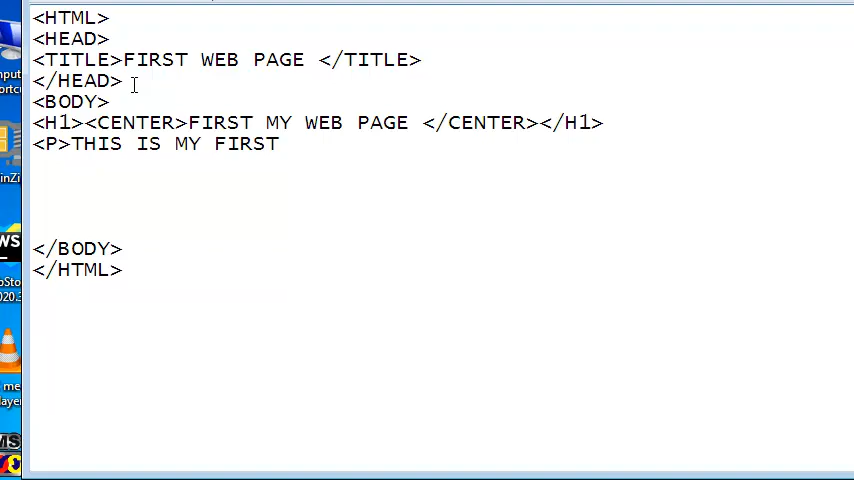 <HTML>
<HEAD>
<TITLE>FIRST WEB PAGE </TITLE>
</HEAD>
<BODY>
<H1><CENTER>FIRST MY WEB PAGE </CENTER></H1>
<P>THIS IS MY FIRST
</BODY>
</HTML>